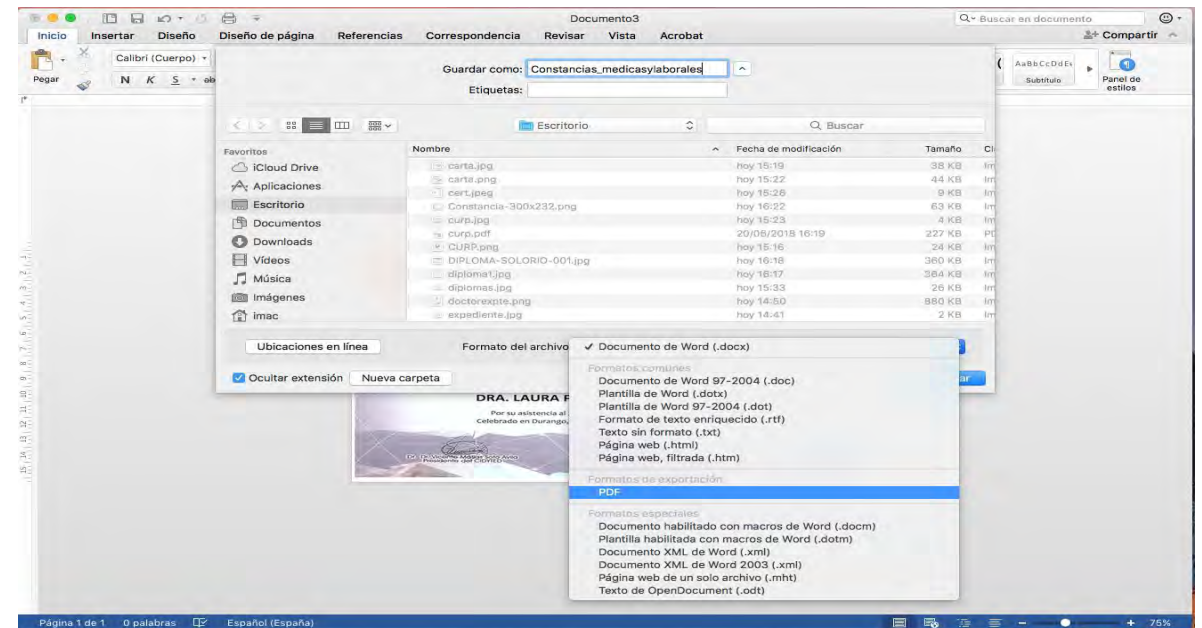 Documento3
Buscar en documento
Inicio Insertar Diseño Diseño de página Referencias Correspondencia Revisar Vista Acrobat Compartir
Pegar
Calibri (Cuerpo)
N K S
AaBbCcDdEe
Subtítulo
Panel de
estilos
Guardar como: Constancias_medicasylaborales
Etiquetas:
Escritorio
Buscar
Favoritos
iCloud Drive
Aplicaciones
Escritorio
Documentos
Downloads
Vídeos
Música
Imágenes
imac
Nombre Fecha de modificación Tamaño
carta.jpg hoy 15:19 38 KB
carta.png hoy 15:22 44 KB
cert.jpeg hoy 15:26 9 KB
Constancia-300x232.png hoy 16:22 63 KB
curp.jpg hoy 15:23 4 KB
curp.pdf 20/06/2018 16:19 227 KB
CURP.png hoy 15:16 24 KB
DIPLOMA-SOLORIO-001.jpg hoy 16:18 360 KB
diploma1.jpg hoy 16:17 384 KB
diplomas.jpg hoy 15:33 26 KB
doctorexpte.png hoy 14:50 880 KB
expediente.jpg hoy 14:41 2 KB
Ubicaciones en línea
Formato del archivo
✓ Documento de Word (.docx)
Formatos comunes
Documento de Word 97-2004 (.doc)
Plantilla de Word (.dotx)
Plantilla de Word 97-2004 (.dot)
Formato de texto enriquecido (.rtf)
Texto sin formato (.txt)
Página web (.html)
Página web, filtrada (.htm)
Formatos de exportación
PDF
Formatos especiales
Documento habilitado con macros de Word (.docm)
Plantilla habilitada con macros de Word (.dotm)
Documento XML de Word (.xml)
Documento XML de Word 2003 (.xml)
Página web de un solo archivo (.mht)
Texto de OpenDocument (.odt)
Ocultar extensión
Nueva carpeta
DRA. LAURA
Por su asistencia al
Celebrado en Durango,
Página 1 de 1 0 palabras Español (España) 75%